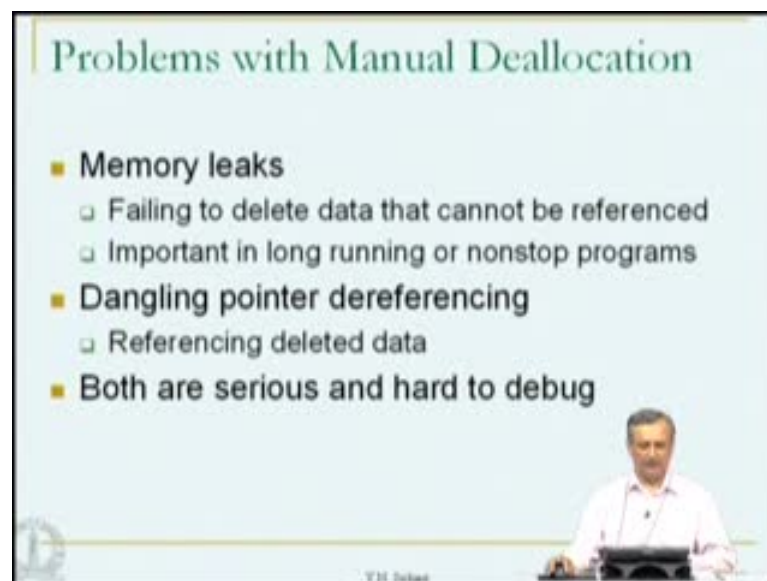 Problems with Manual Deallocation
Memory leaks
Failing to delete data that cannot be referenced
Important in long running or nonstop programs
Dangling pointer dereferencing
Referencing deleted data
Both are serious and hard to debug